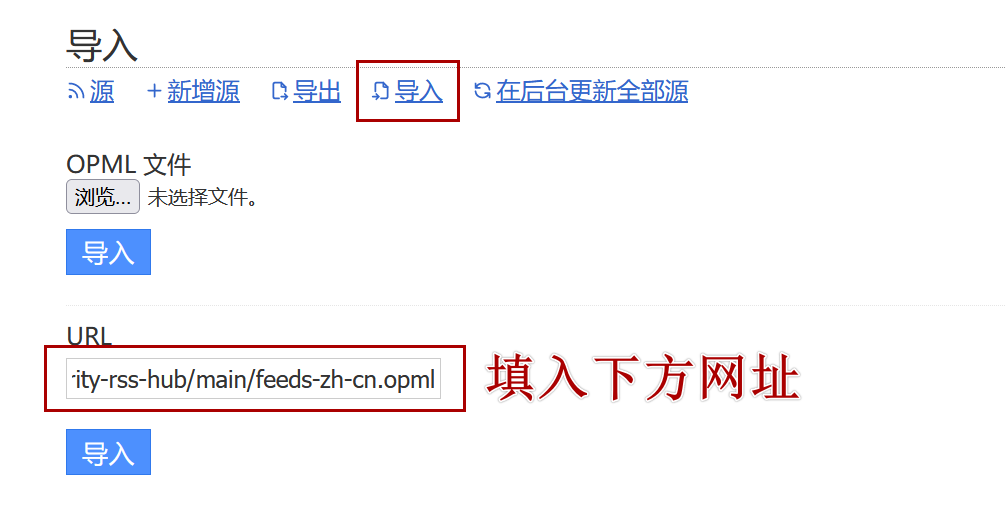 导入
源 新增源 导出 导入 在后台更新全部源
OPML 文件
浏览... 未选择文件。
导入
URL
rity-rss-hub/main/feeds-zh-cn.opml 填入下方网址
导入